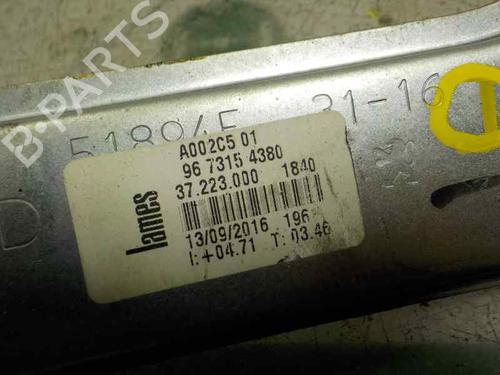 B-PARTS
51894F 31-16
D
A002C5 01
96 7315 4380
37.223.000 1840
lames
13/09/2016 196
I:+04.71 T: 03.46